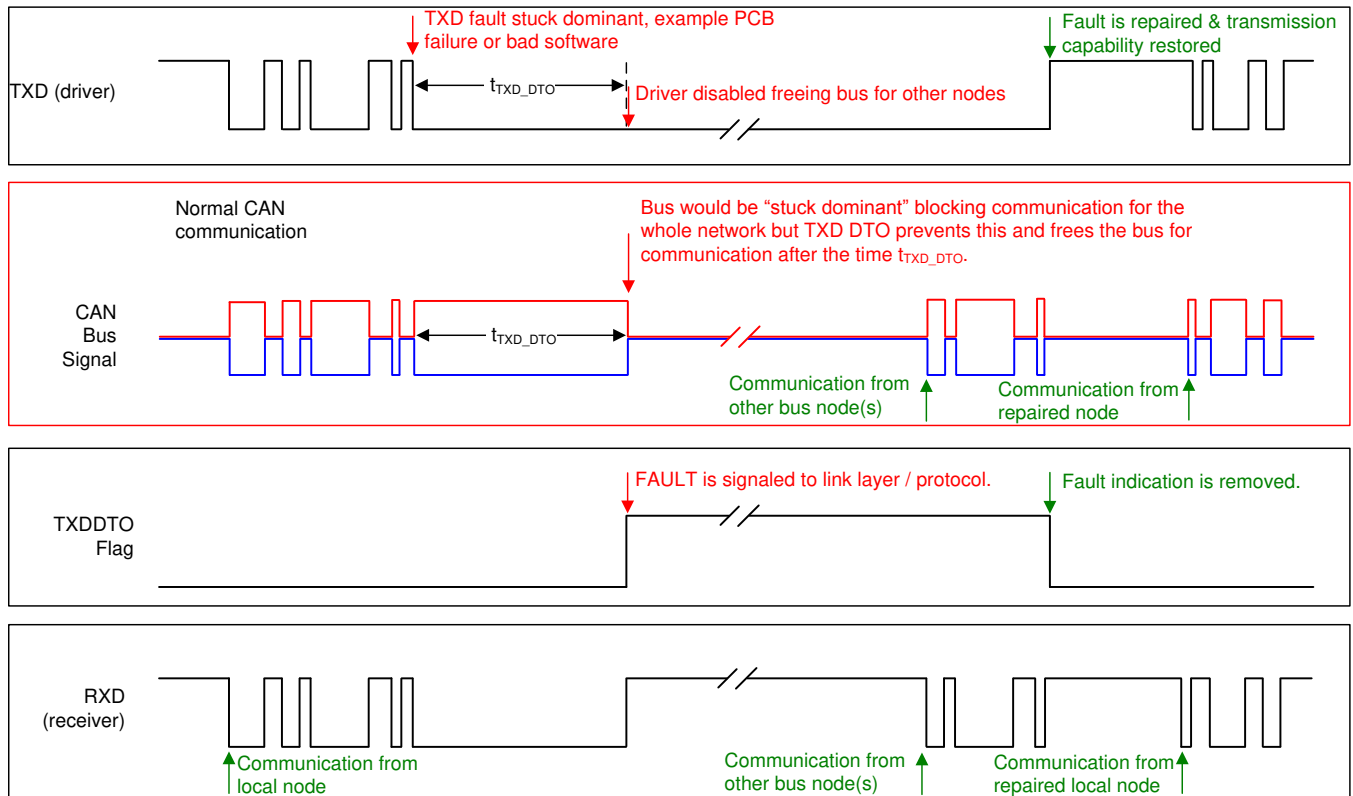 TXD fault stuck dominant, example PCB
failure or bad software
Fault is repaired & transmission
capability restored
TXD (driver)
tTXD_DTO
Driver disabled freeing bus for other nodes
Normal CAN
communication
Bus would be “stuck dominant” blocking communication for the
whole network but TXD DTO prevents this and frees the bus for
communication after the time tTXD_DTO.
CAN
Bus
Signal
tTXD_DTO
Communication from
other bus node(s)
Communication from
repaired node
FAULT is signaled to link layer / protocol.
Fault indication is removed.
TXDDTO
Flag
RXD
(receiver)
Communication from
local node
Communication from
other bus node(s)
Communication from
repaired local node